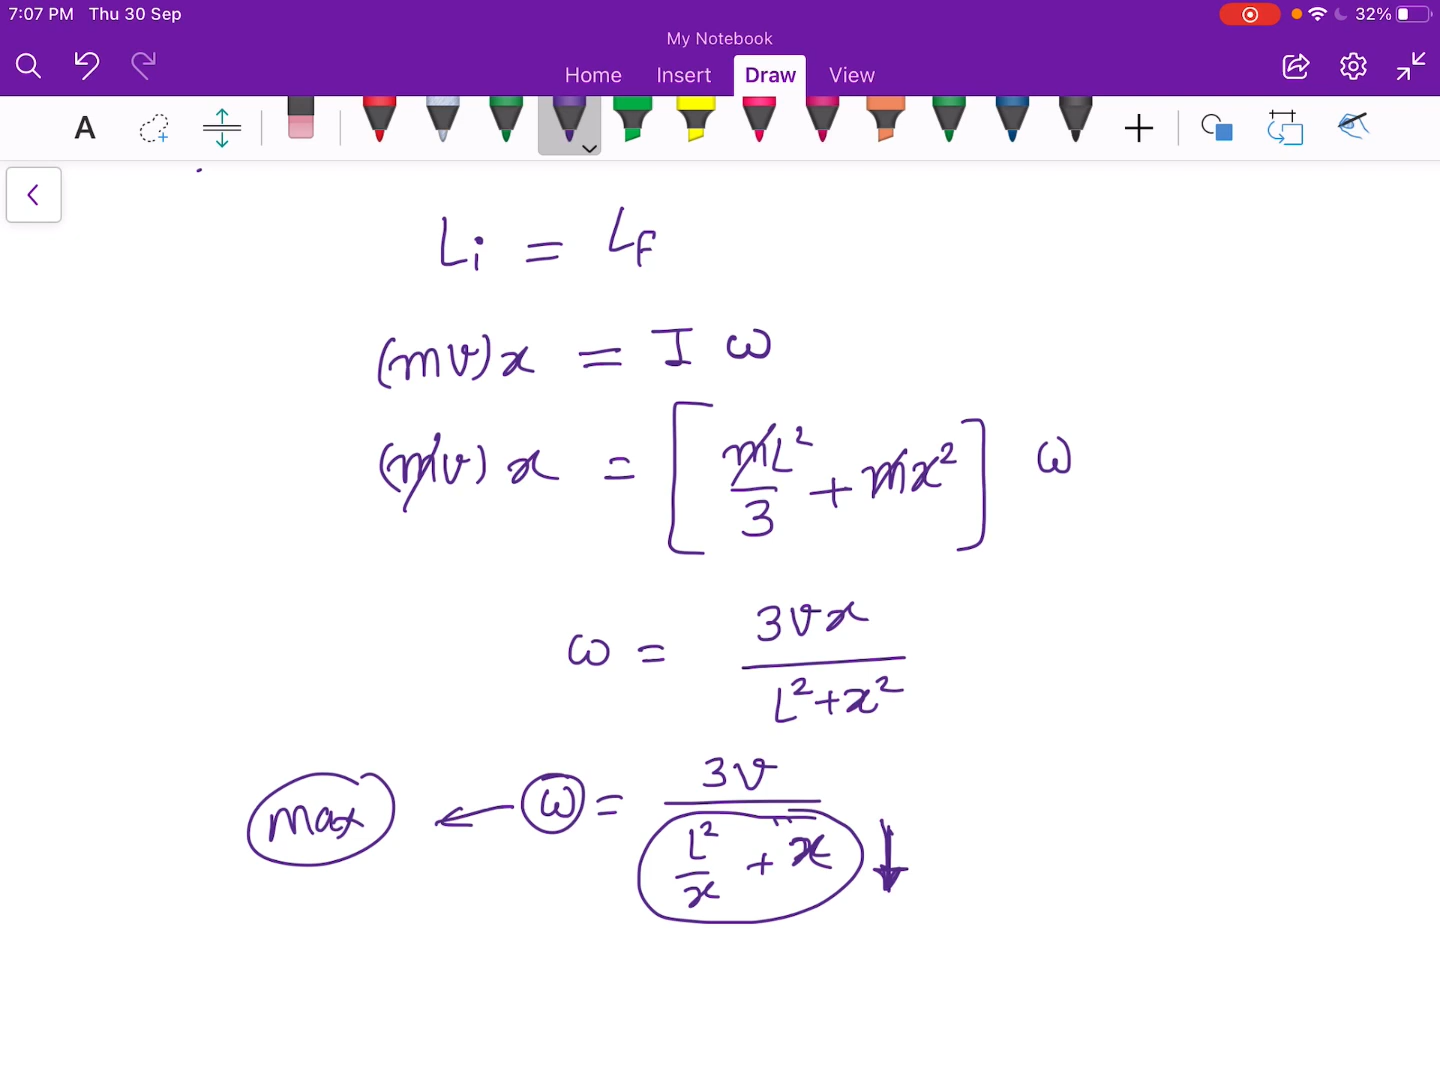 7:07 PM Thu 30 Sep 32%
My Notebook
Home Insert Draw View
A
Li = LF
(mv)x = I ω
(mv)x = [mL²/3 + mx²] ω
ω = 3vx/L²+x²
max ← ω = 3v/(L²/x + x) ↓